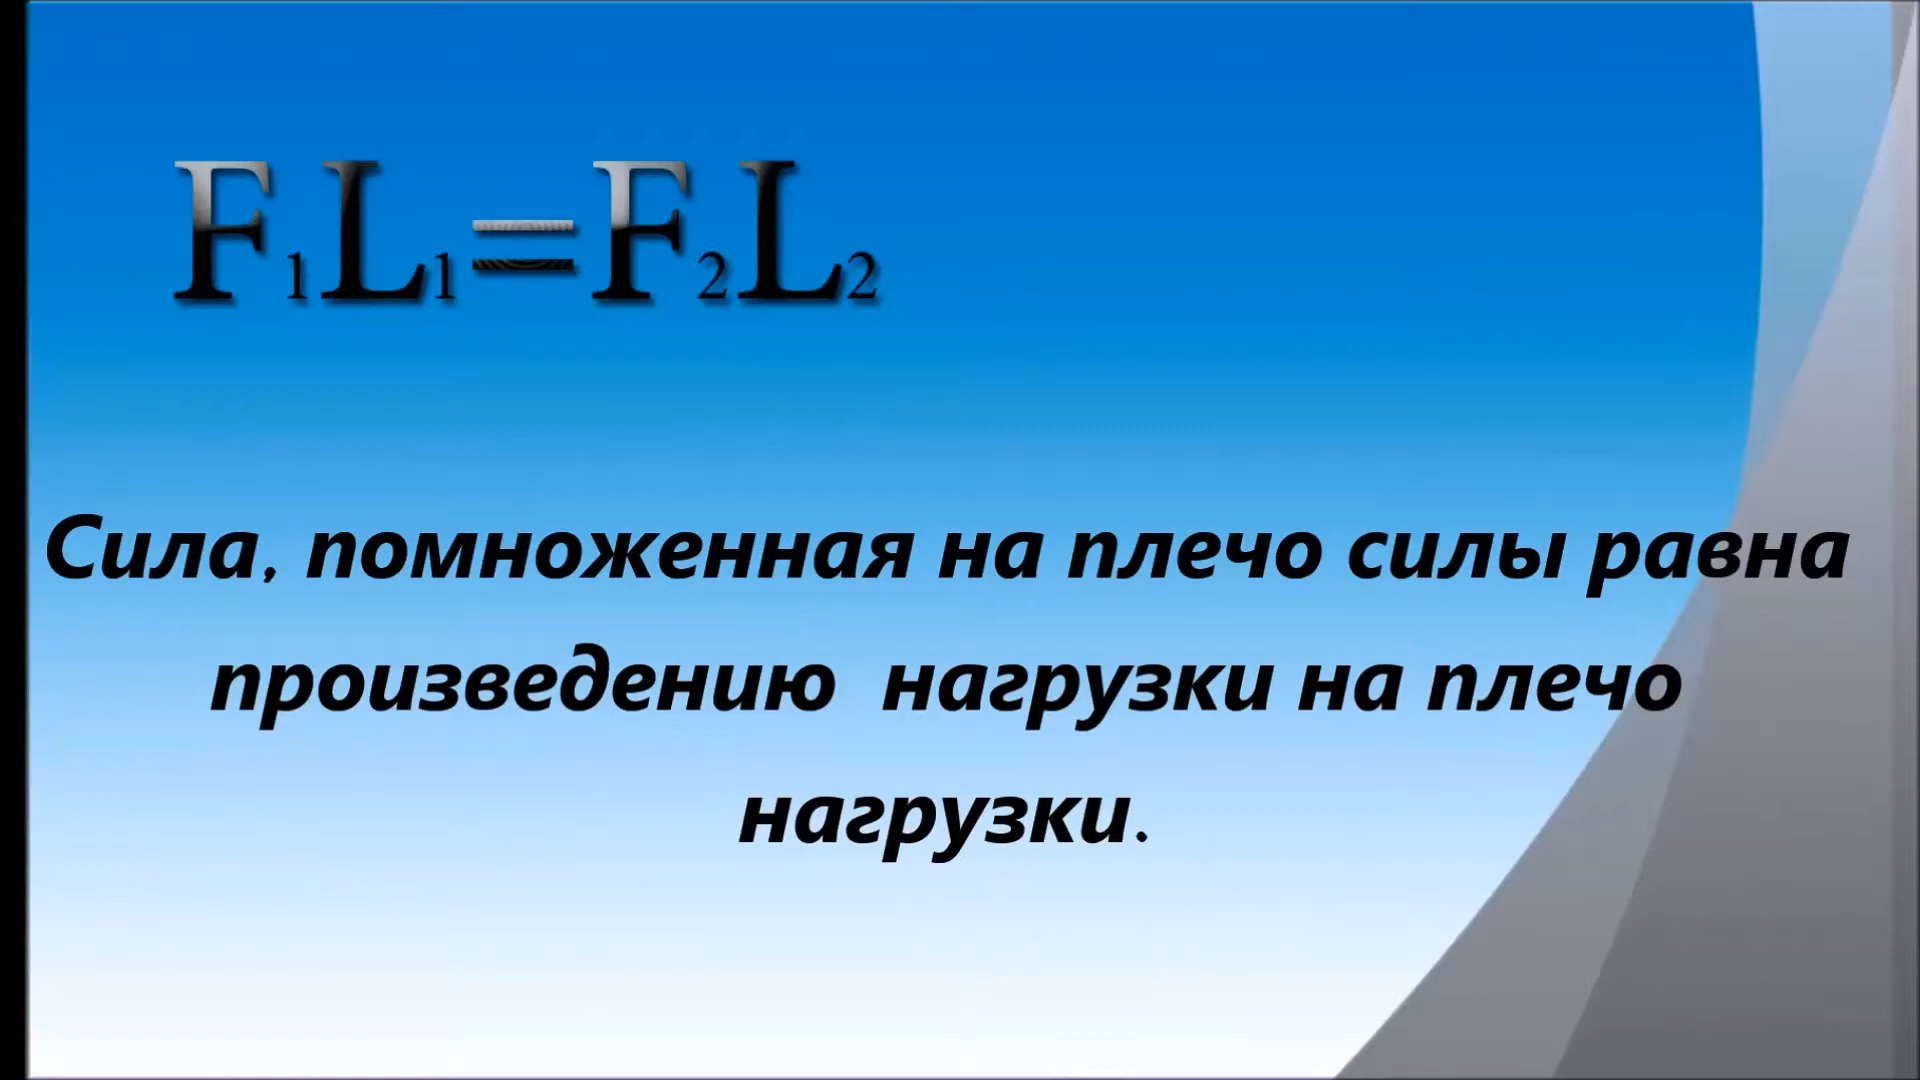 F₁L₁=F₂L₂
Сила, помноженная на плечо силы равна
произведению нагрузки на плечо
нагрузки.